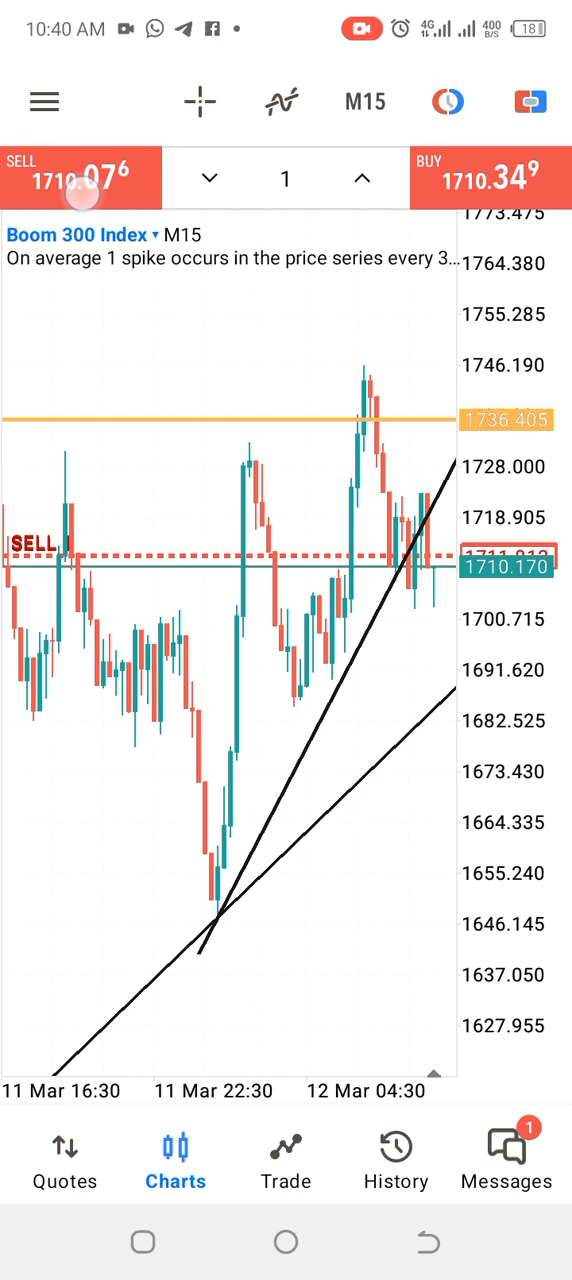 10:40 AM
4G
400
B/S
18
M15
SELL
1710.07⁶
1
BUY
1710.34⁹
Boom 300 Index ▾ M15
On average 1 spike occurs in the price series every 3...
1773.475
1764.380
1755.285
1746.190
1736.405
1728.000
1718.905
SELL
1710.170
1700.715
1691.620
1682.525
1673.430
1664.335
1655.240
1646.145
1637.050
1627.955
11 Mar 16:30 11 Mar 22:30 12 Mar 04:30
1
Quotes Charts Trade History Messages